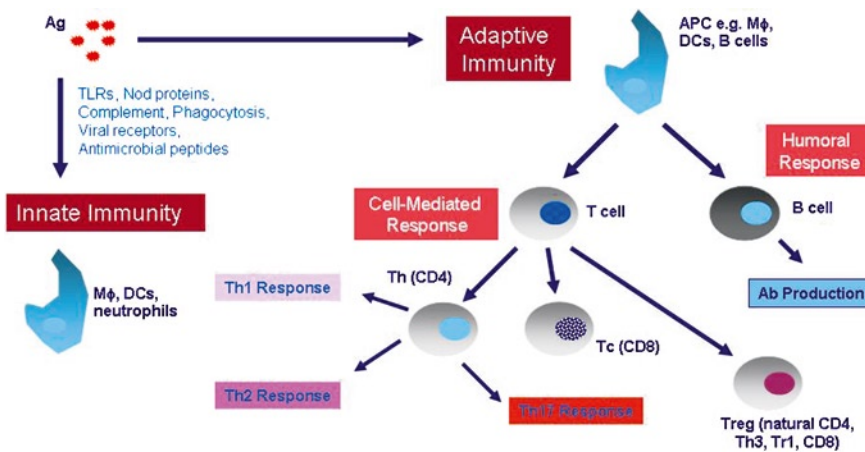 Ag
Adaptive
Immunity
APC e.g. Mϕ,
DCs, B cells
TLRs, Nod proteins,
Complement, Phagocytosis,
Viral receptors,
Antimicrobial peptides
Humoral
Response
Innate Immunity
Cell-Mediated
Response
T cell
B cell
Mϕ, DCs,
neutrophils
Th1 Response
Th (CD4)
Ab Production
Tc (CD8)
Th2 Response
Th17 Response
Treg (natural CD4,
Th3, Tr1, CD8)